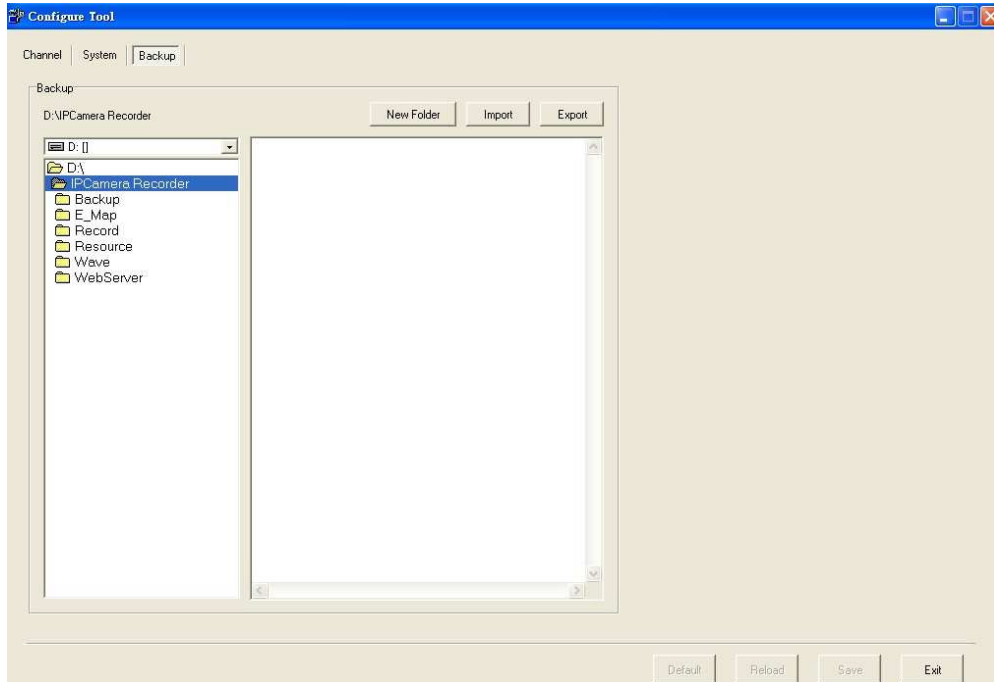 Configure Tool
Channel System Backup
Backup
D:\IPCamera Recorder New Folder Import Export
D: []
D:\
IPCamera Recorder
Backup
E_Map
Record
Resource
Wave
WebServer
Default Reload Save Exit